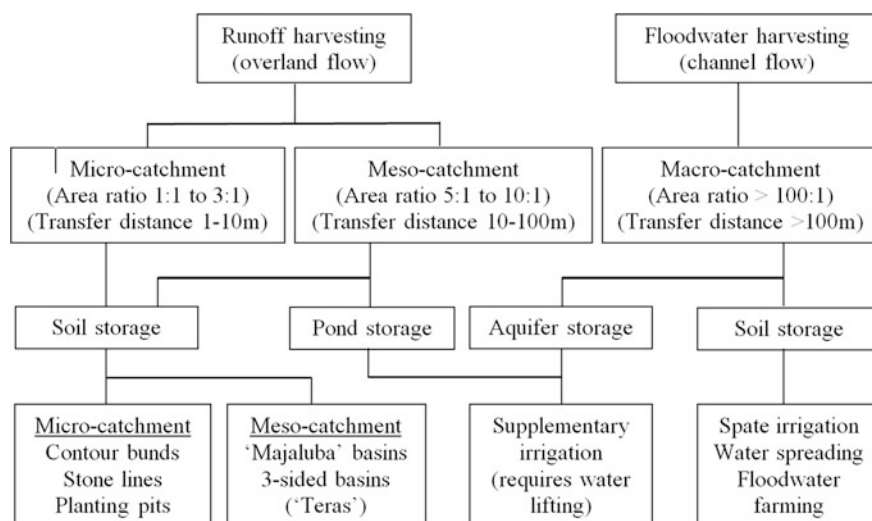 Runoff harvesting
(overland flow)
Floodwater harvesting
(channel flow)
Micro-catchment
(Area ratio 1:1 to 3:1)
(Transfer distance 1-10m)
Meso-catchment
(Area ratio 5:1 to 10:1)
(Transfer distance 10-100m)
Macro-catchment
(Area ratio > 100:1)
(Transfer distance >100m)
Soil storage
Pond storage
Aquifer storage
Soil storage
Micro-catchment
Contour bunds
Stone lines
Planting pits
Meso-catchment
‘Majaluba’ basins
3-sided basins
(‘Teras’)
Supplementary
irrigation
(requires water
lifting)
Spate irrigation
Water spreading
Floodwater
farming